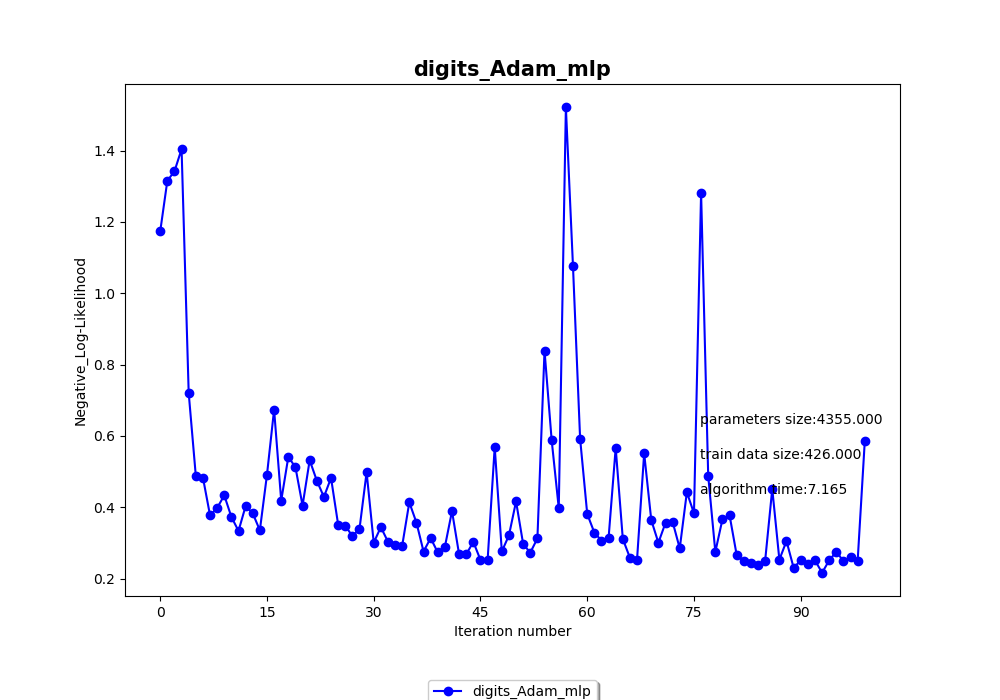 digits_Adam_mlp
Negative_Log-Likelihood
1.4
1.2
1.0
0.8
0.6
0.4
0.2
parameters size:4355.000
train data size:426.000
algorithm time:7.165
0 15 30 45 60 75 90
Iteration number
digits_Adam_mlp